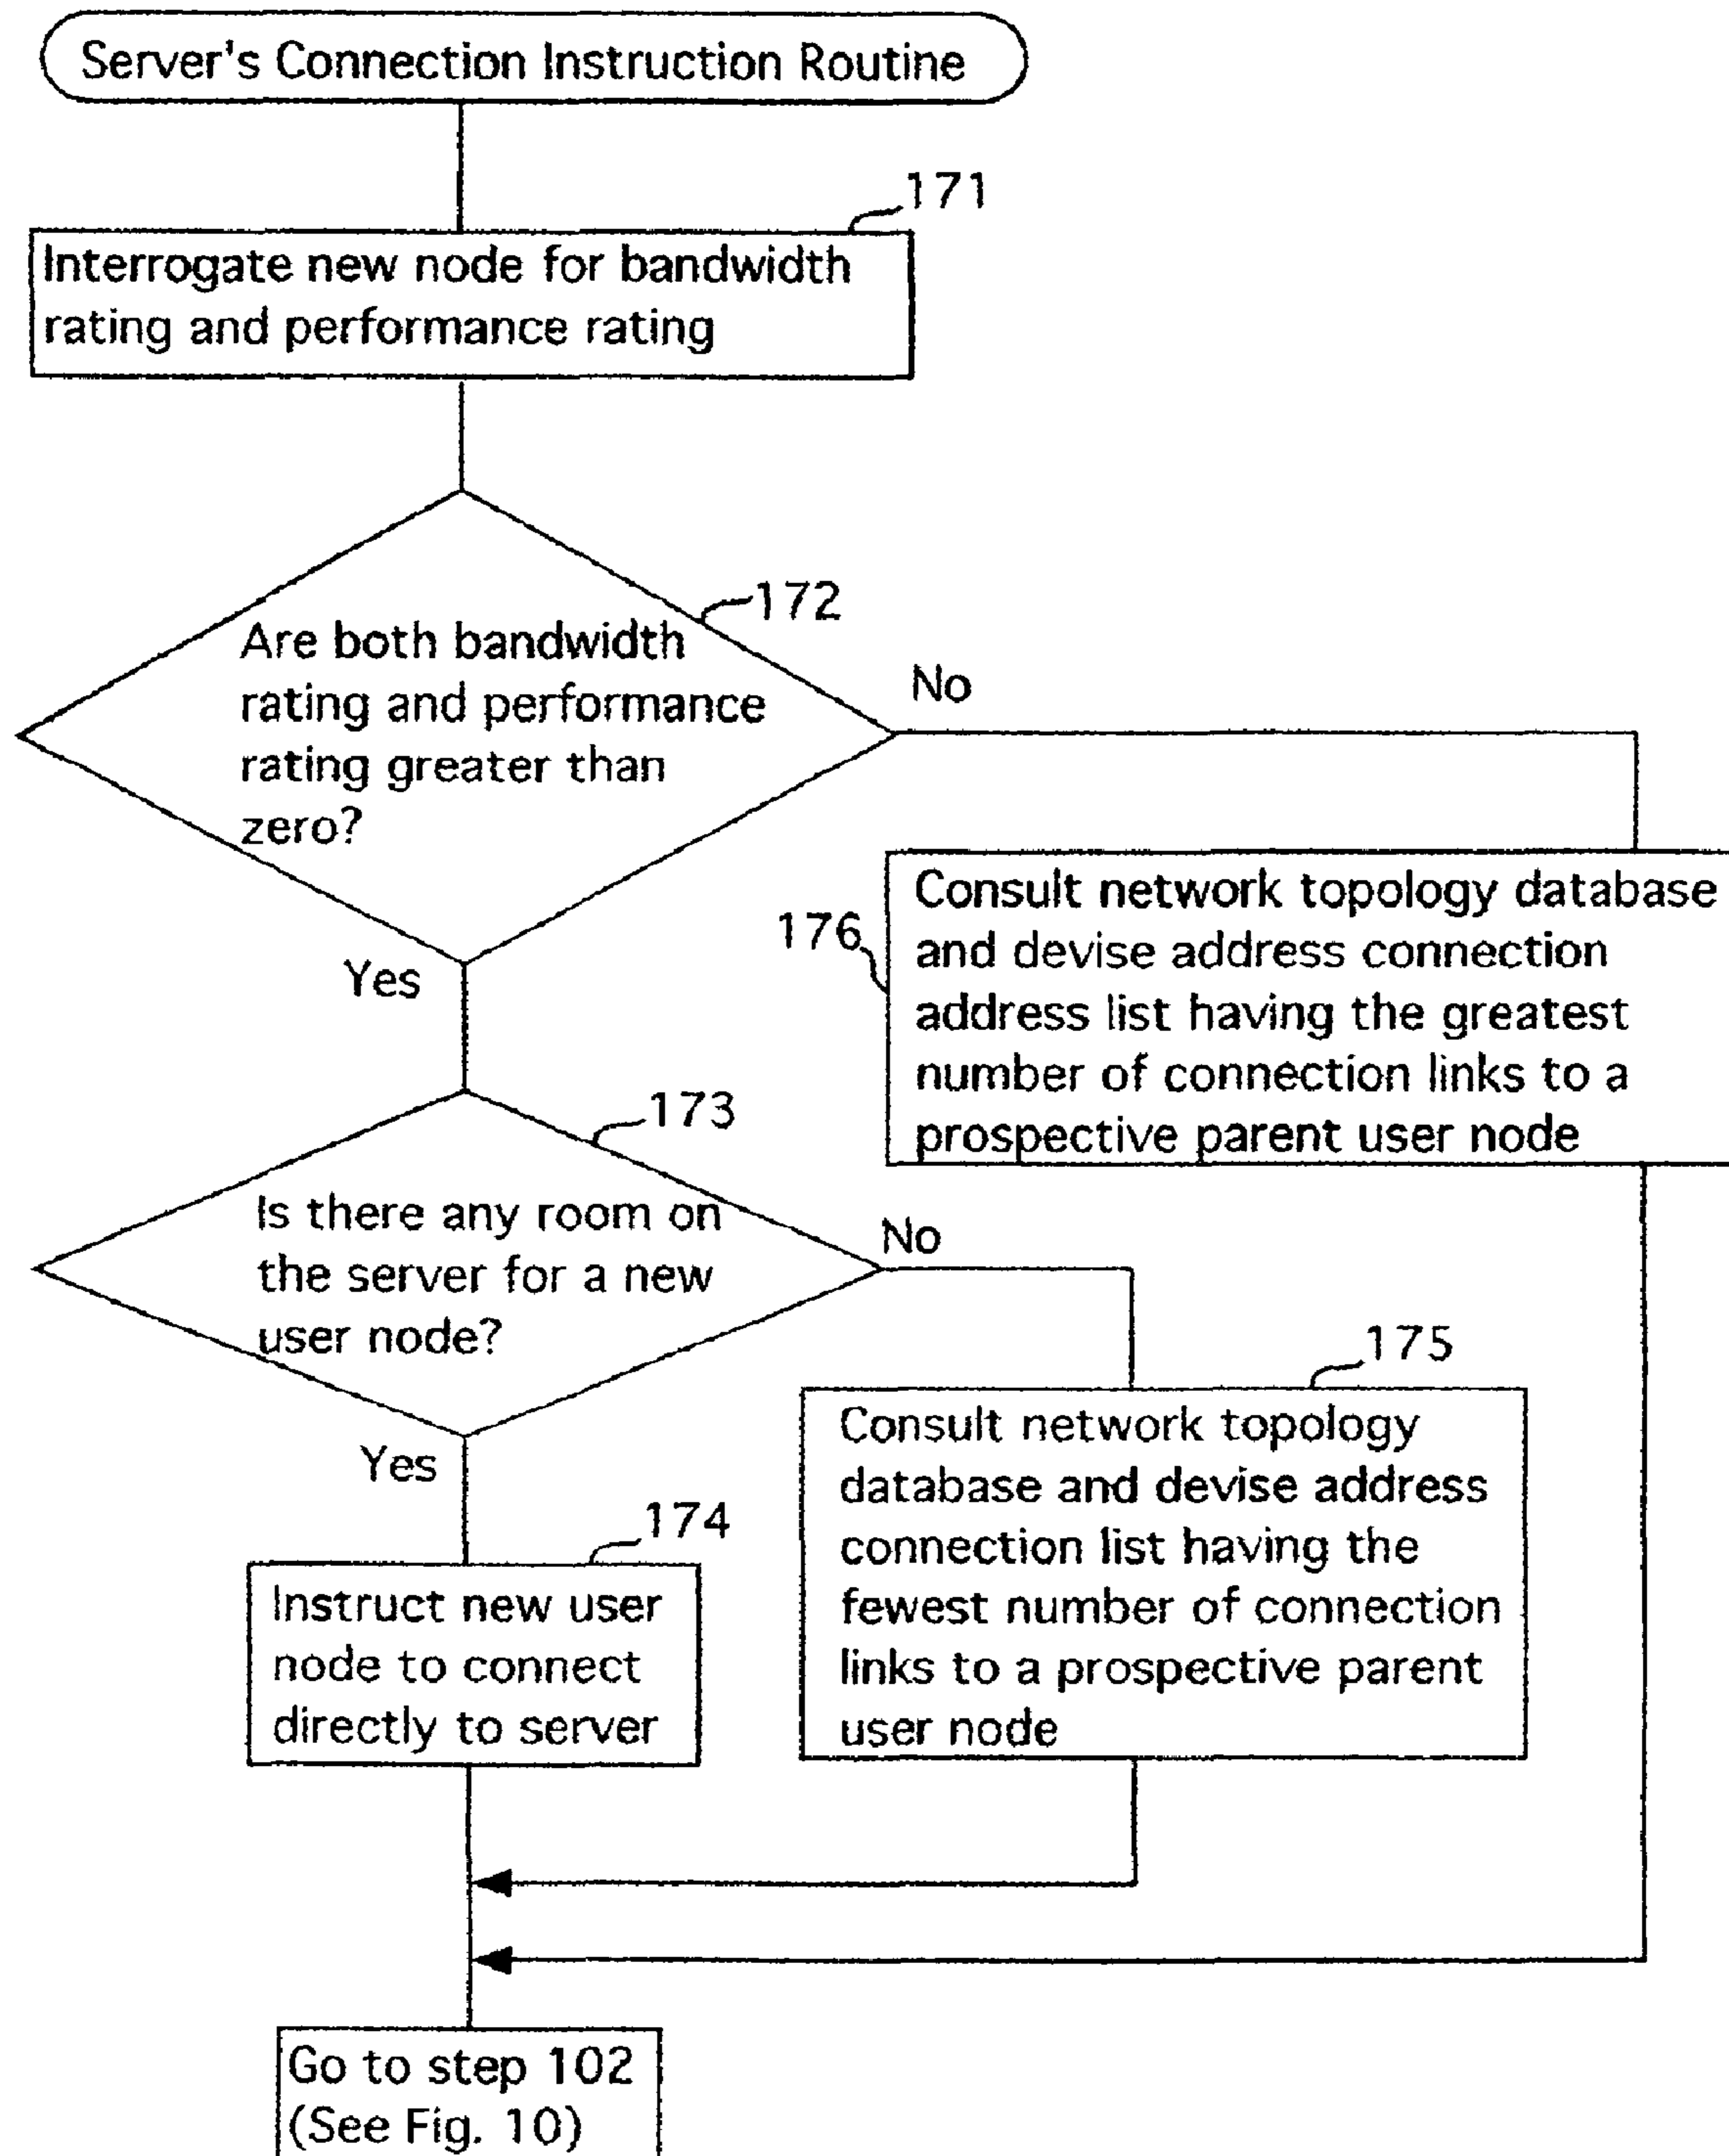 Server's Connection Instruction Routine
171
Interrogate new node for bandwidth
rating and performance rating
172
Are both bandwidth
rating and performance
rating greater than
zero?
No
Yes
176
Consult network topology database
and devise address connection
address list having the greatest
number of connection links to a
prospective parent user node
173
Is there any room on
the server for a new
user node?
No
Yes
175
Consult network topology
database and devise address
connection list having the
fewest number of connection
links to a prospective parent
user node
174
Instruct new user
node to connect
directly to server
Go to step 102
(See Fig. 10)